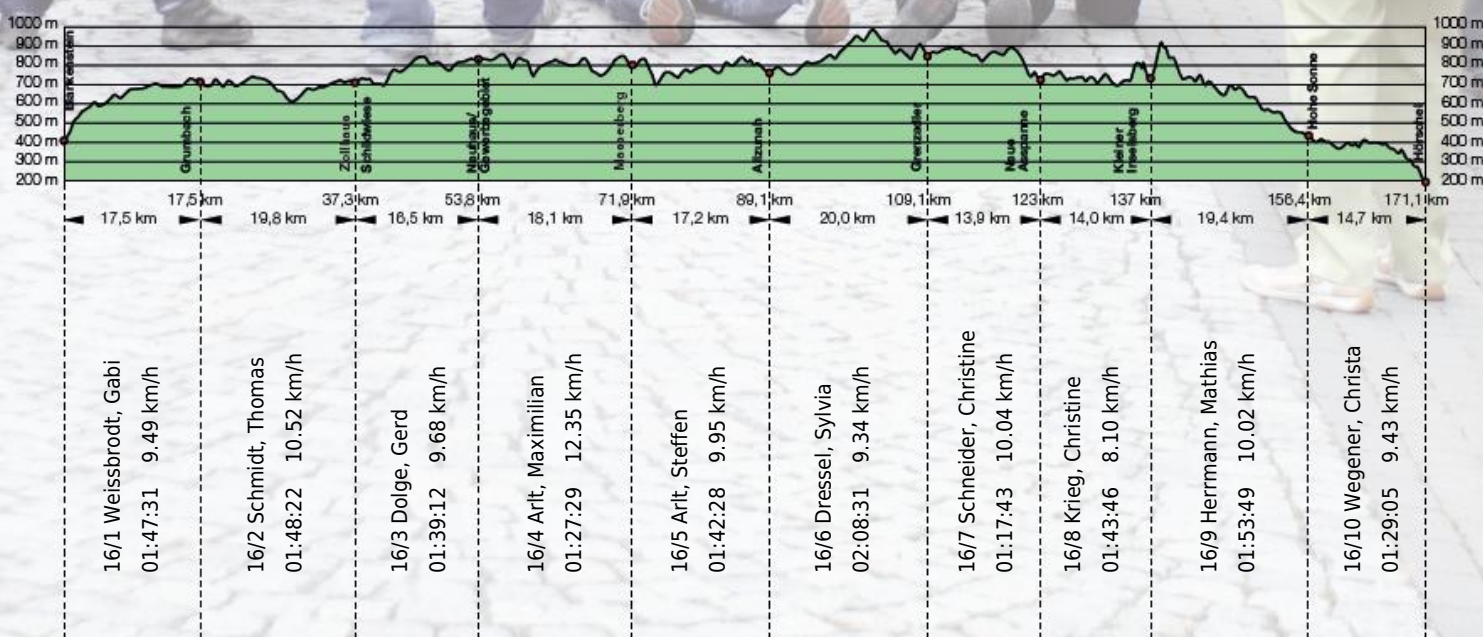 1000 m
900 m
800 m
700 m
600 m
500 m
400 m
300 m
200 m
1000 m
900 m
800 m
700 m
600 m
500 m
400 m
300 m
200 m
Blankenstein
Grumbach
Zollhaus
Schildwiese
Neuhaus/
Masserberg
Allzunah
Grenzadler
Neue
Ausspanne
Kleiner
Inselsberg
Hohe Sonne
Hörschel
17,5 km
37,3 km
53,8 km
71,9 km
89,1 km
109,1 km
123 km
137 km
156,4 km
171,1 km
17,5 km
19,8 km
16,5 km
18,1 km
17,2 km
20,0 km
13,9 km
14,0 km
19,4 km
14,7 km
16/1 Weissbrodt, Gabi
01:47:31 9.49 km/h
16/2 Schmidt, Thomas
01:48:22 10.52 km/h
16/3 Dolge, Gerd
01:39:12 9.68 km/h
16/4 Arlt, Maximilian
01:27:29 12.35 km/h
16/5 Arlt, Steffen
01:42:28 9.95 km/h
16/6 Dressel, Sylvia
02:08:31 9.34 km/h
16/7 Schneider, Christine
01:17:43 10.04 km/h
16/8 Krieg, Christine
01:43:46 8.10 km/h
16/9 Herrmann, Mathias
01:53:49 10.02 km/h
16/10 Wegener, Christa
01:29:05 9.43 km/h